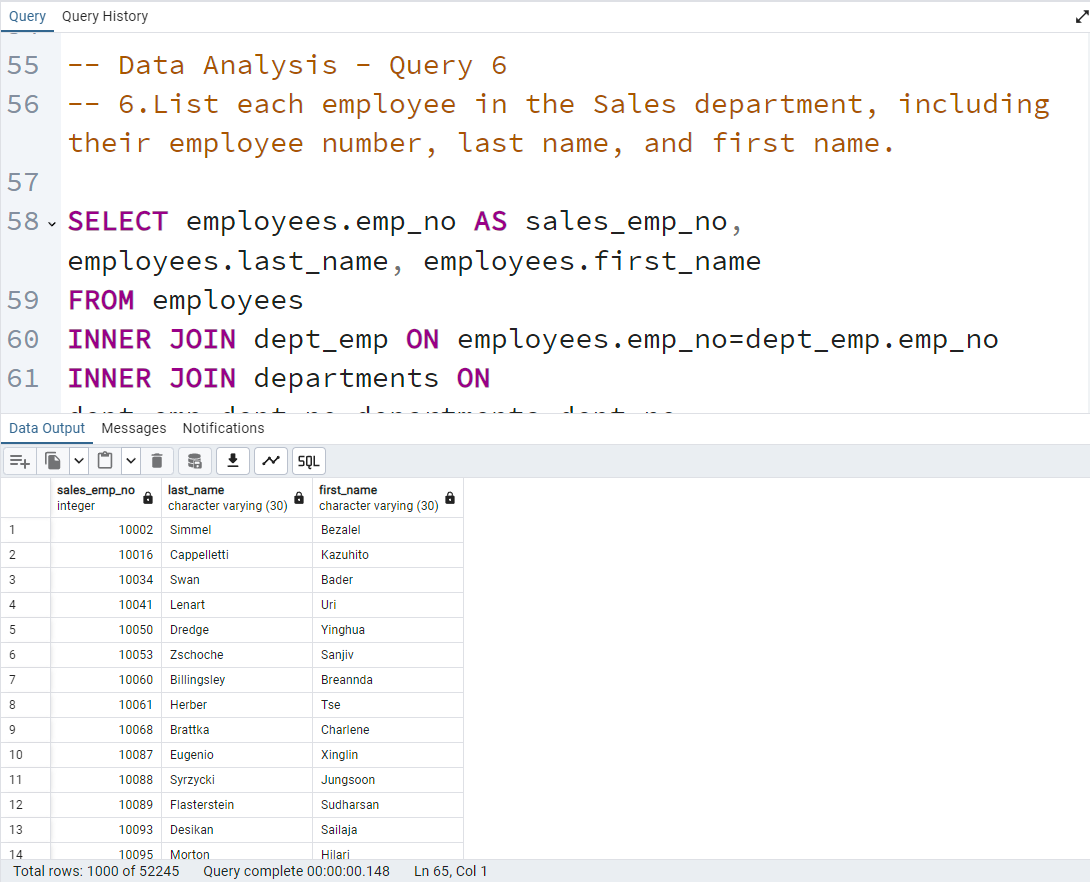 Query Query History
55 -- Data Analysis - Query 6
56 -- 6.List each employee in the Sales department, including
their employee number, last name, and first name.
57
58 SELECT employees.emp_no AS sales_emp_no,
employees.last_name, employees.first_name
59 FROM employees
60 INNER JOIN dept_emp ON employees.emp_no=dept_emp.emp_no
61 INNER JOIN departments ON
Data Output Messages Notifications
SQL
sales_emp_no last_name first_name
integer character varying (30) character varying (30)
1 10002 Simmel Bezalel
2 10016 Cappelletti Kazuhito
3 10034 Swan Bader
4 10041 Lenart Uri
5 10050 Dredge Yinghua
6 10053 Zschoche Sanjiv
7 10060 Billingsley Breannda
8 10061 Herber Tse
9 10068 Brattka Charlene
10 10087 Eugenio Xinglin
11 10088 Syrzycki Jungsoon
12 10089 Flasterstein Sudharsan
13 10093 Desikan Sailaja
14 10095 Morton Hilari
Total rows: 1000 of 52245 Query complete 00:00:00.148 Ln 65, Col 1